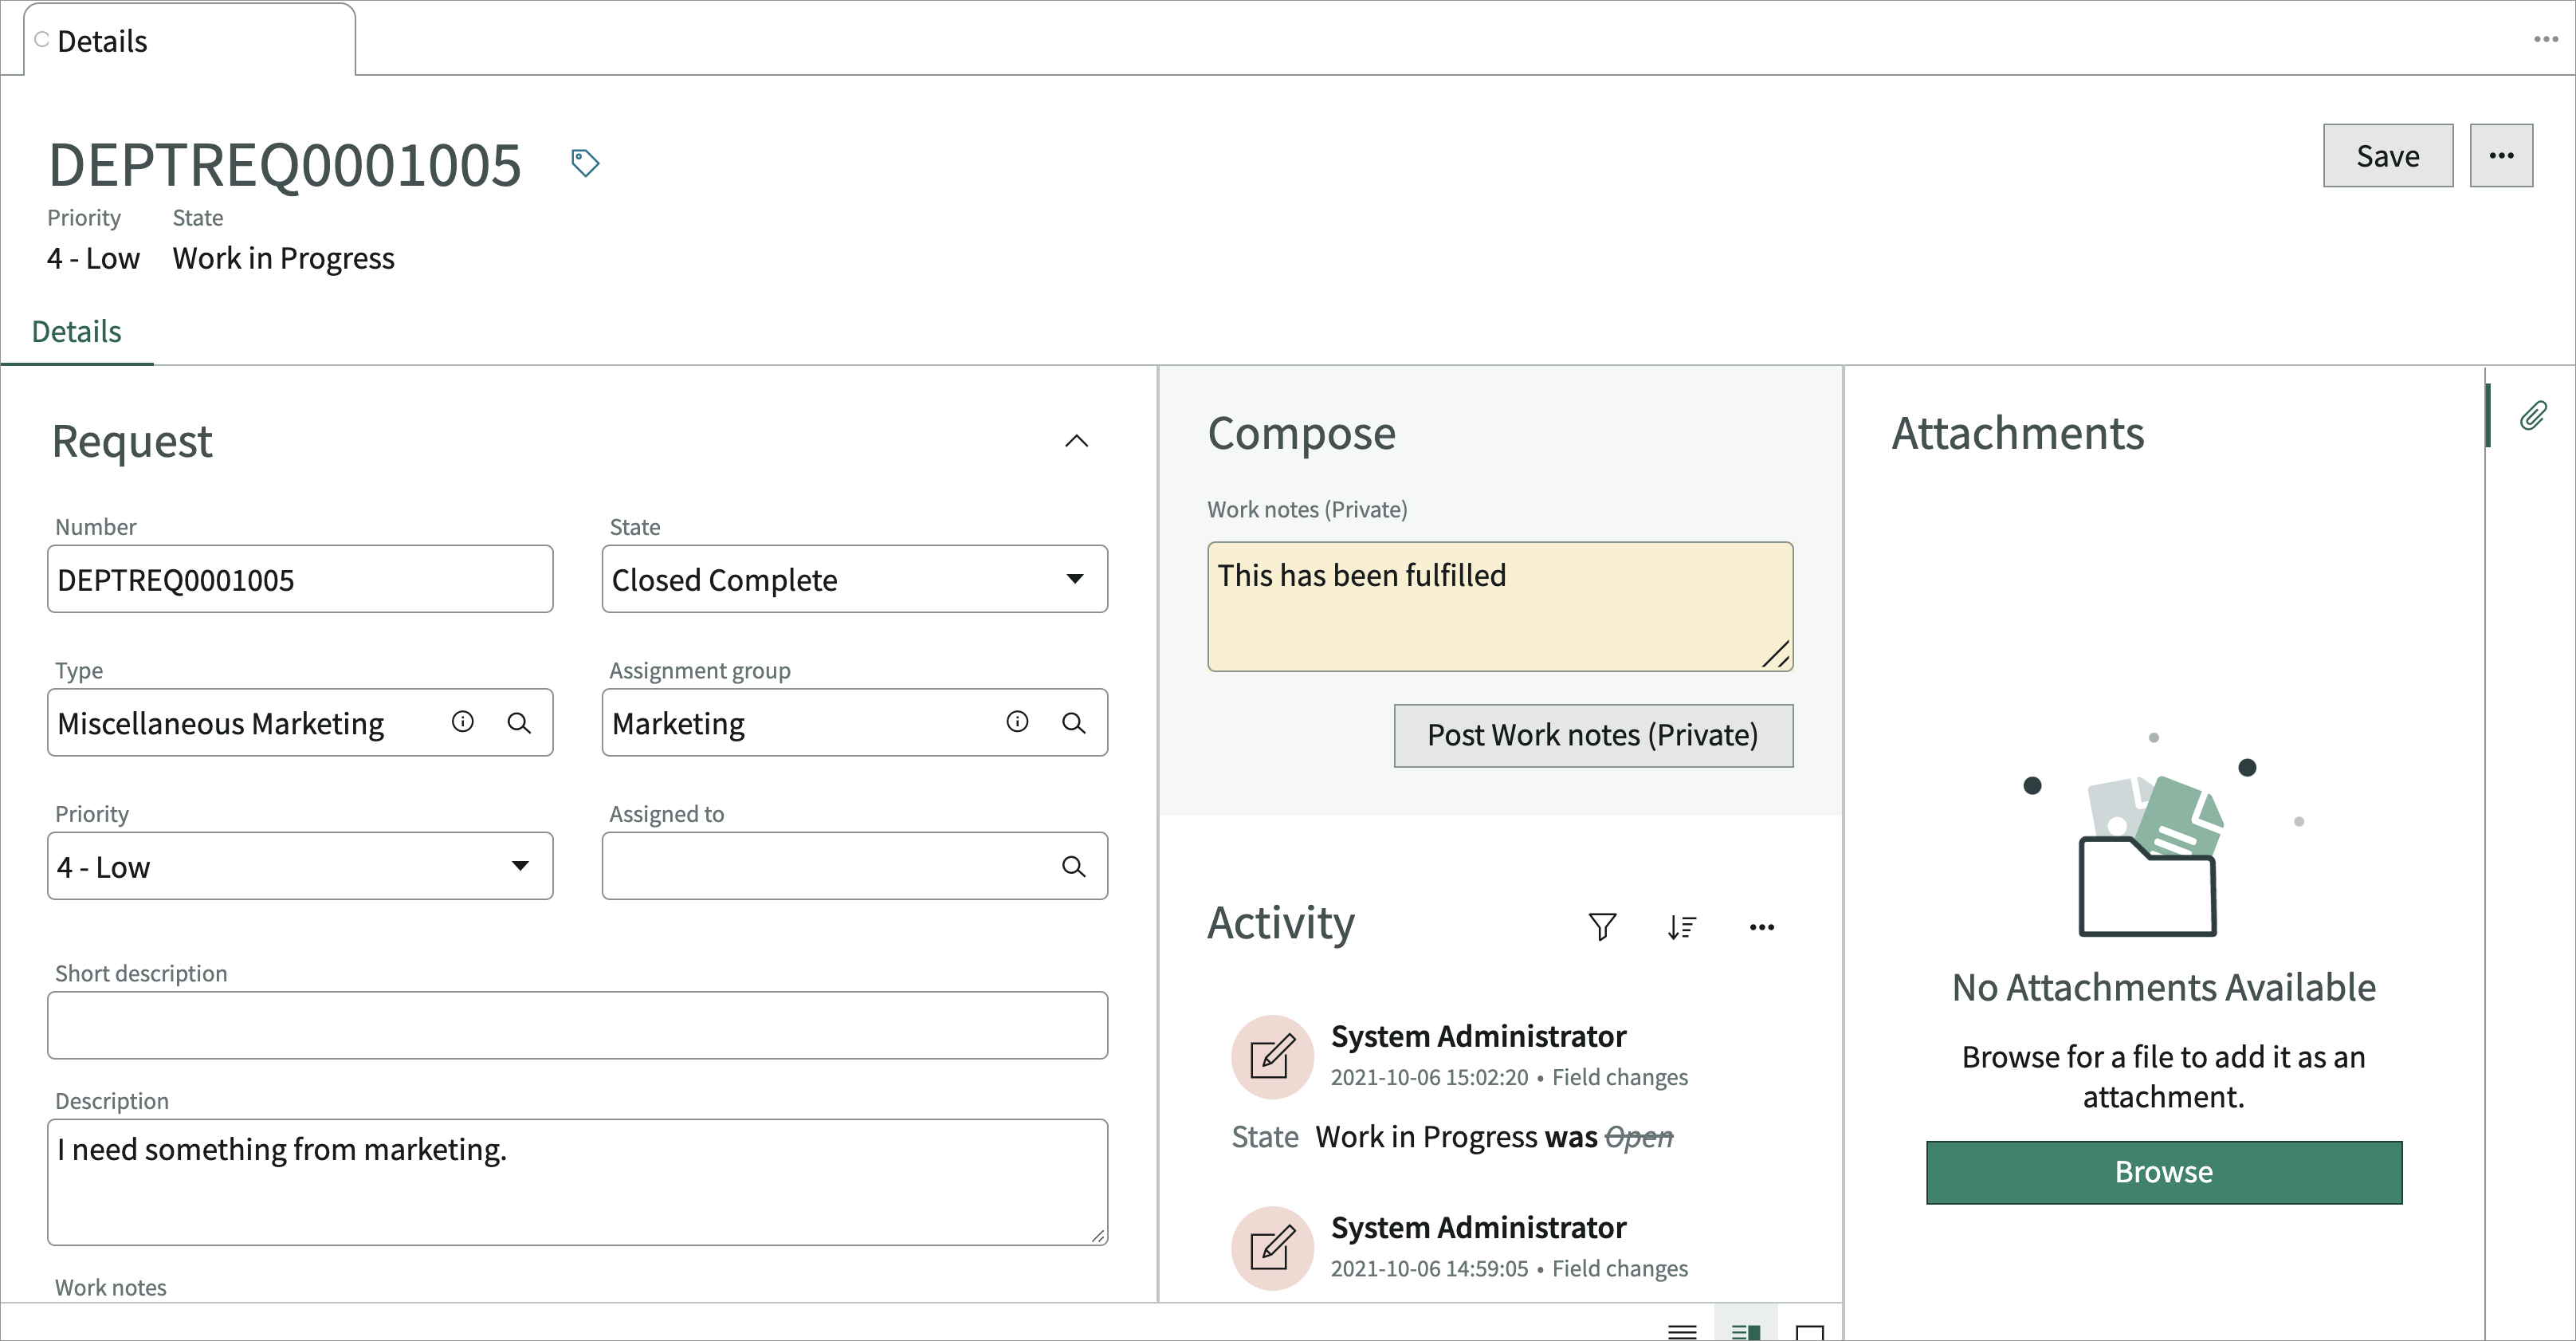 Details
DEPTREQ0001005
Save
Priority State
4 - Low Work in Progress
Details
Request
Number
DEPTREQ0001005
State
Closed Complete
Type
Miscellaneous Marketing
Assignment group
Marketing
Priority
4 - Low
Assigned to
Short description
Description
I need something from marketing.
Work notes
Compose
Work notes (Private)
This has been fulfilled
Post Work notes (Private)
Activity
System Administrator
2021-10-06 15:02:20 • Field changes
State Work in Progress was Open
System Administrator
2021-10-06 14:59:05 • Field changes
Attachments
No Attachments Available
Browse for a file to add it as an
attachment.
Browse